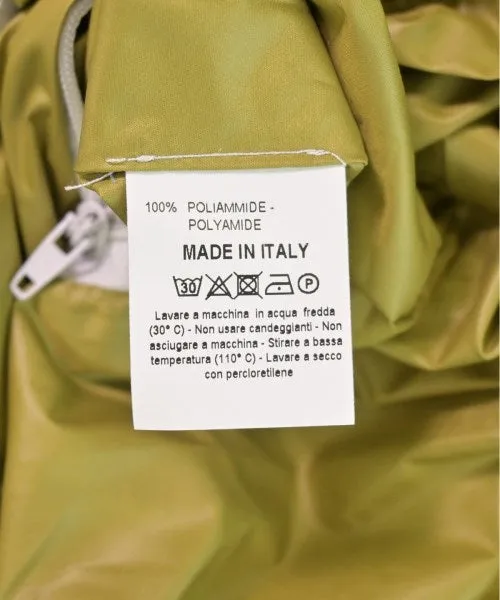 100% POLIAMMIDE -
POLYAMIDE
MADE IN ITALY
30 P
Lavare a macchina in acqua fredda
(30° C) - Non usare candeggianti - Non
asciugare a macchina - Stirare a bassa
temperatura (110° C) - Lavare a secco
con percloretilene